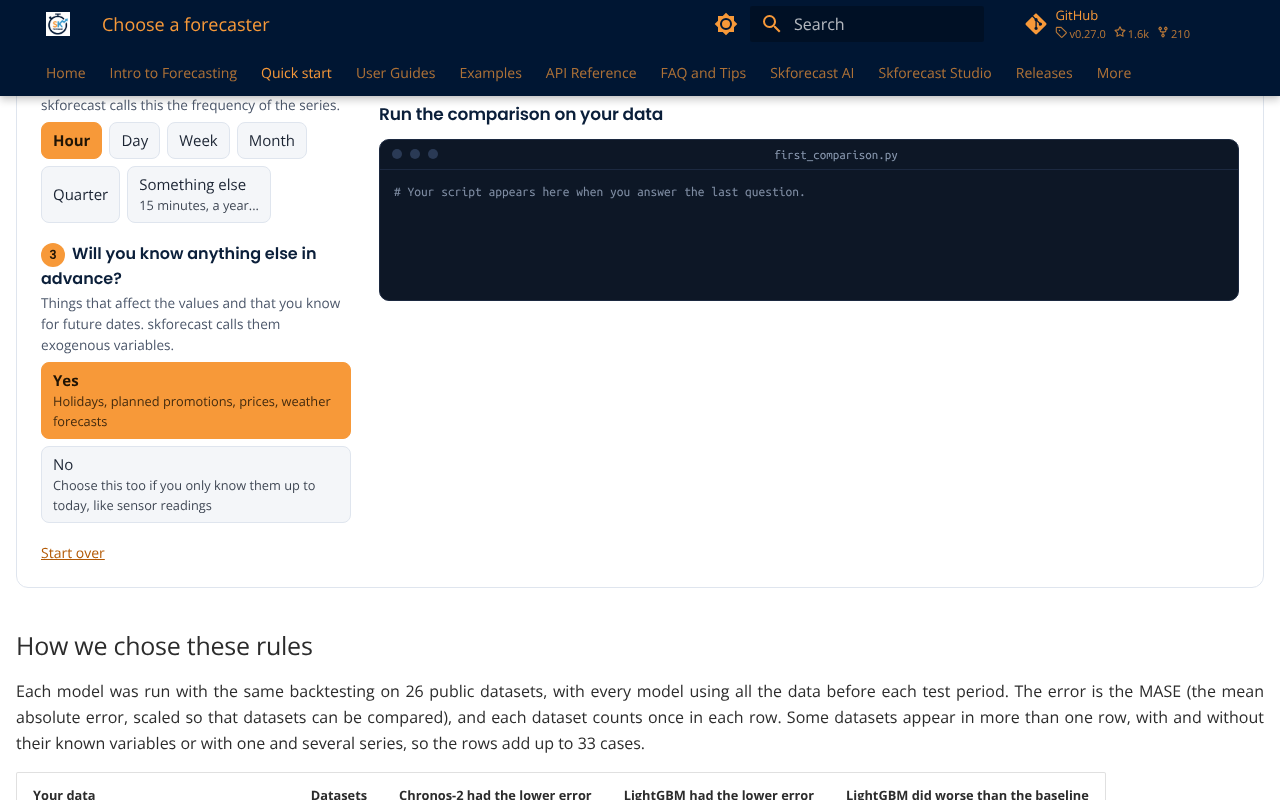 Choose a forecaster
Search
GitHub
v0.27.0 1.6k 210
Home Intro to Forecasting Quick start User Guides Examples API Reference FAQ and Tips Skforecast AI Skforecast Studio Releases More
skforecast calls this the frequency of the series.
Hour Day Week Month
Quarter
Something else
15 minutes, a year...
3 Will you know anything else in
advance?
Things that affect the values and that you know
for future dates. skforecast calls them
exogenous variables.
Yes
Holidays, planned promotions, prices, weather
forecasts
No
Choose this too if you only know them up to
today, like sensor readings
Start over
Run the comparison on your data
first_comparison.py
# Your script appears here when you answer the last question.
How we chose these rules
Each model was run with the same backtesting on 26 public datasets, with every model using all the data before each test period. The error is the MASE (the mean
absolute error, scaled so that datasets can be compared), and each dataset counts once in each row. Some datasets appear in more than one row, with and without
their known variables or with one and several series, so the rows add up to 33 cases.
Your data Datasets Chronos-2 had the lower error LightGBM had the lower error LightGBM did worse than the baseline